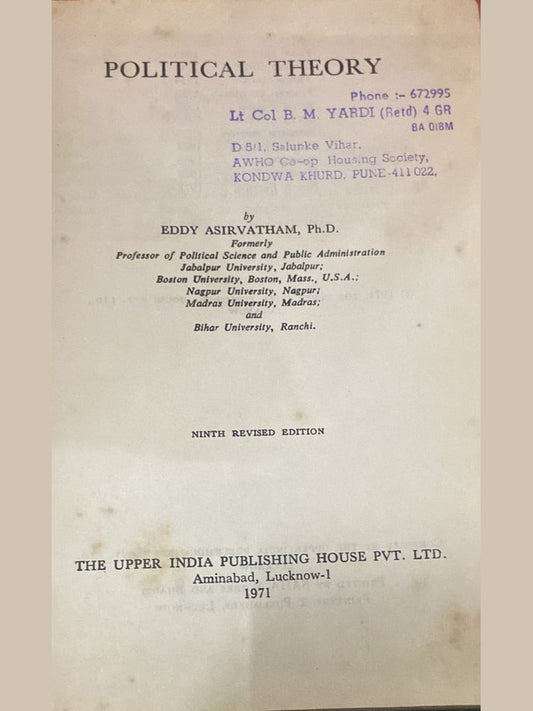 POLITICAL THEORY
Phone :- 672995
Lt Col B. M. YARDI (Retd) 4 GR
BA 018M
D 5/1, Salunke Vihar,
AWHO Co-op Housing Society,
KONDWA KHURD, PUNE-411 022,
by
EDDY ASIRVATHAM, Ph.D.
Formerly
Professor of Political Science and Public Administration
Jabalpur University, Jabalpur;
Boston University, Boston, Mass., U.S.A.;
Nagpur University, Nagpur;
Madras University, Madras;
and
Bihar University, Ranchi.
NINTH REVISED EDITION
THE UPPER INDIA PUBLISHING HOUSE PVT. LTD.
Aminabad, Lucknow-1
1971